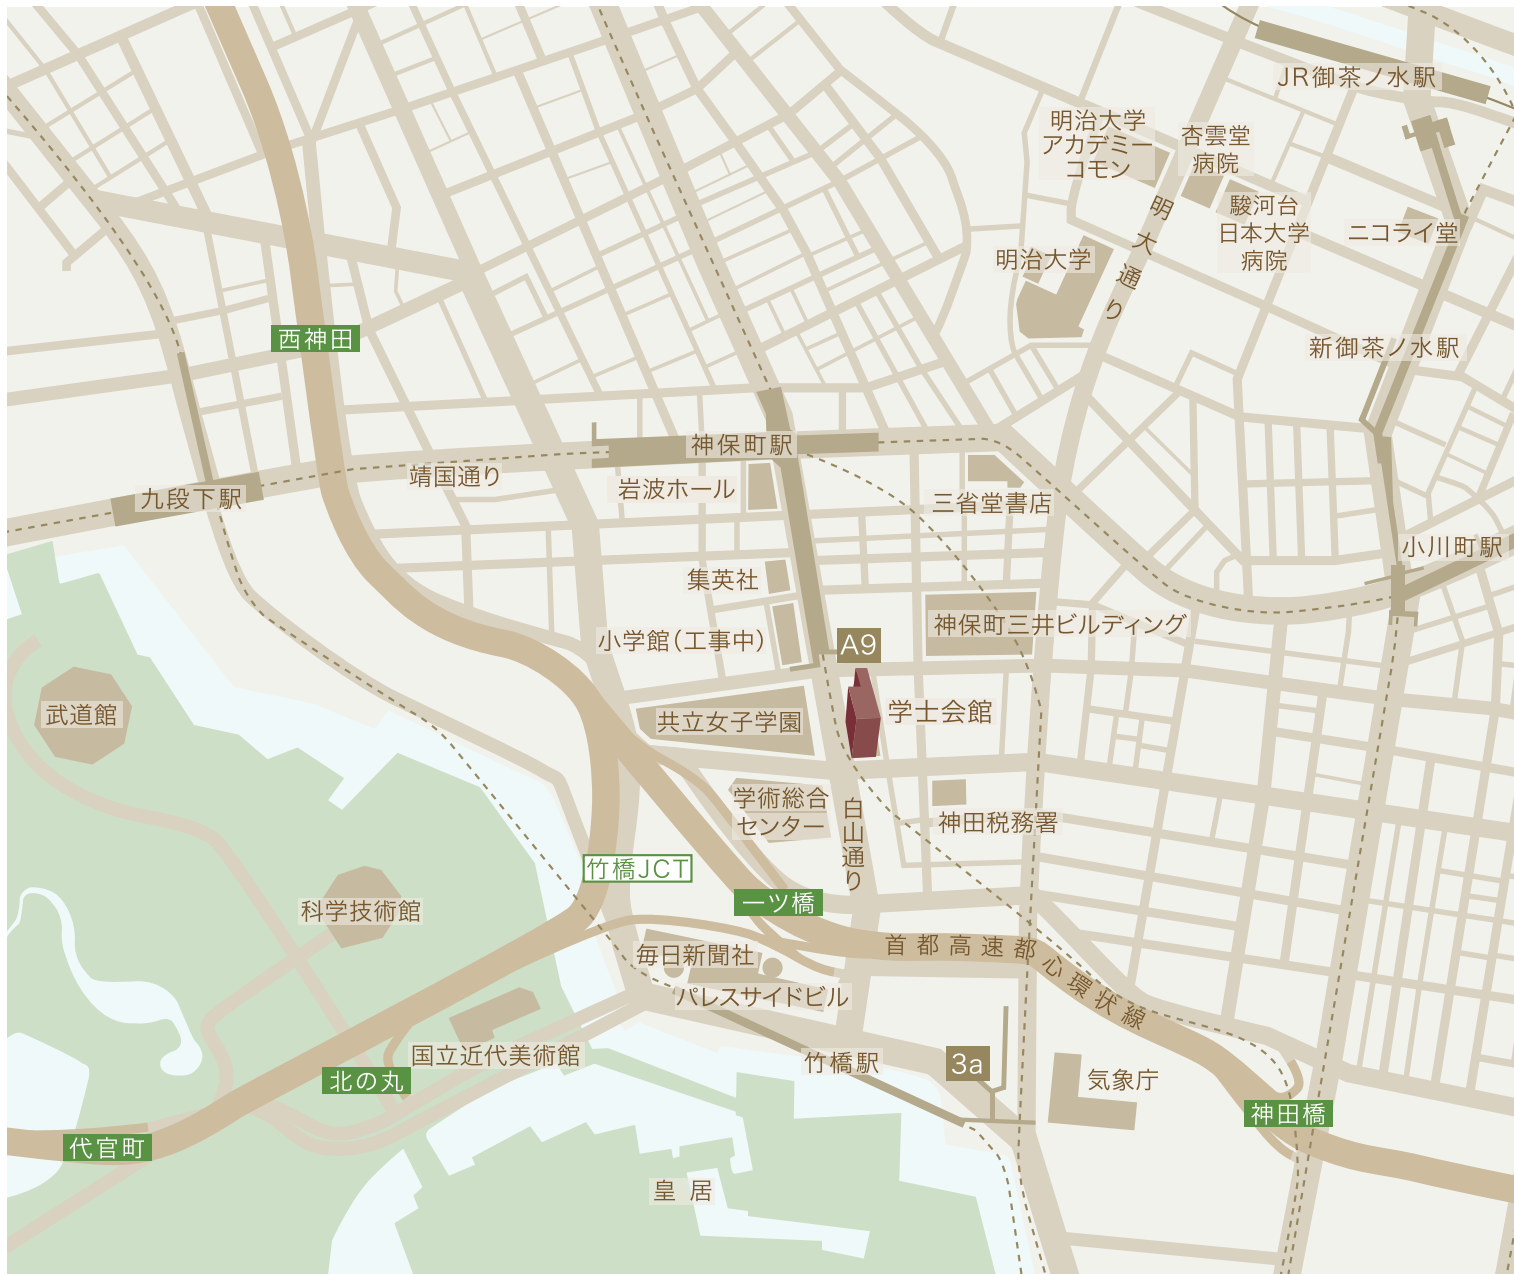 JR御茶ノ水駅
明治大学
アカデミー
コモン
杏雲堂
病院
駿河台
日本大学
病院
ニコライ堂
明大通り
明治大学
西神田
新御茶ノ水駅
神保町駅
靖国通り
岩波ホール
九段下駅
三省堂書店
小川町駅
集英社
神保町三井ビルディング
小学館(工事中)
A9
武道館
共立女子学園
学士会館
学術総合
センター
白山通り
神田税務署
竹橋JCT
一ツ橋
科学技術館
首都高速都心環状線
毎日新聞社
パレスサイドビル
国立近代美術館
竹橋駅
3a
北の丸
気象庁
神田橋
代官町
皇 居